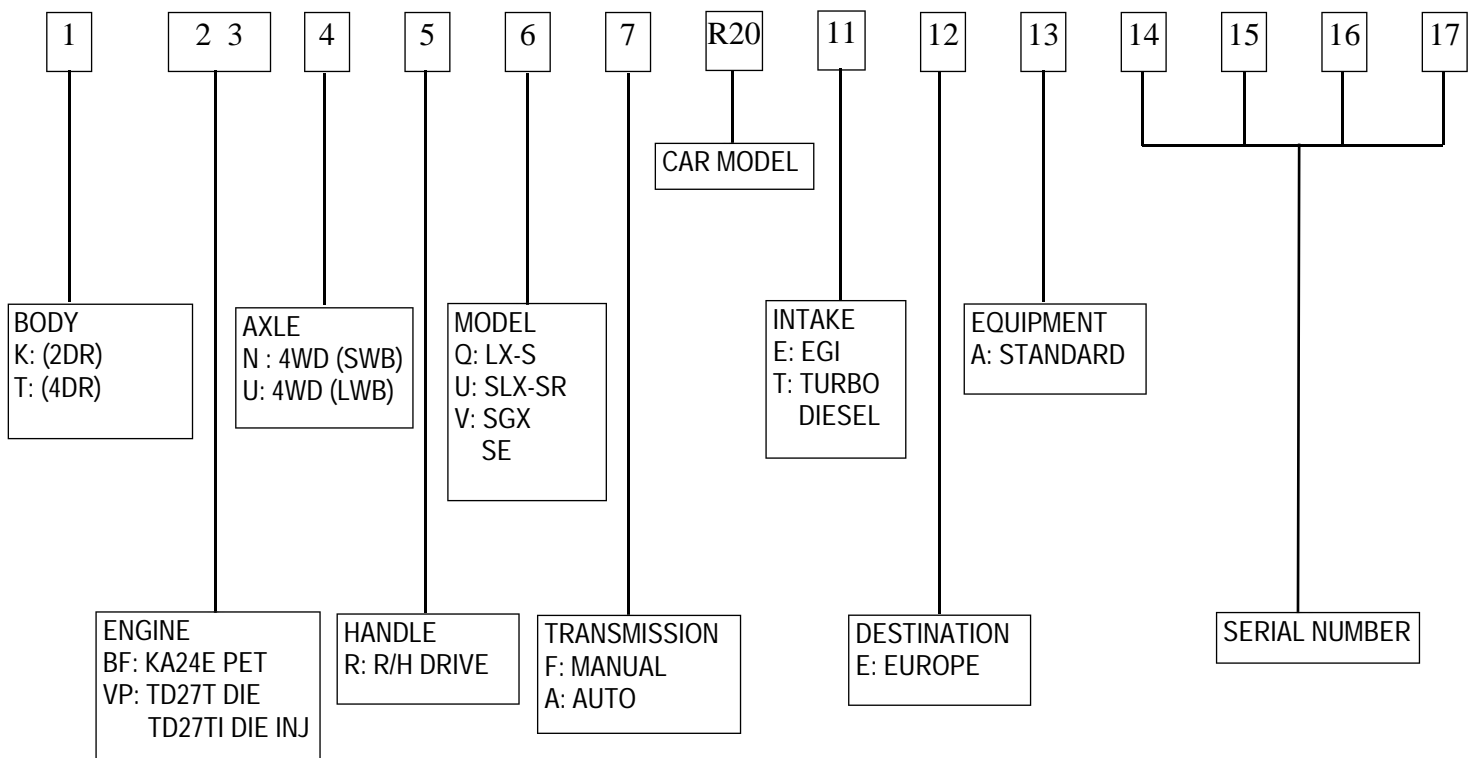 1 2 3 4 5 6 7 R20 11 12 13 14 15 16 17
CAR MODEL
BODY
K: (2DR)
T: (4DR)
AXLE
N : 4WD (SWB)
U: 4WD (LWB)
MODEL
Q: LX-S
U: SLX-SR
V: SGX
SE
INTAKE
E: EGI
T: TURBO
DIESEL
EQUIPMENT
A: STANDARD
ENGINE
BF: KA24E PET
VP: TD27T DIE
TD27TI DIE INJ
HANDLE
R: R/H DRIVE
TRANSMISSION
F: MANUAL
A: AUTO
DESTINATION
E: EUROPE
SERIAL NUMBER